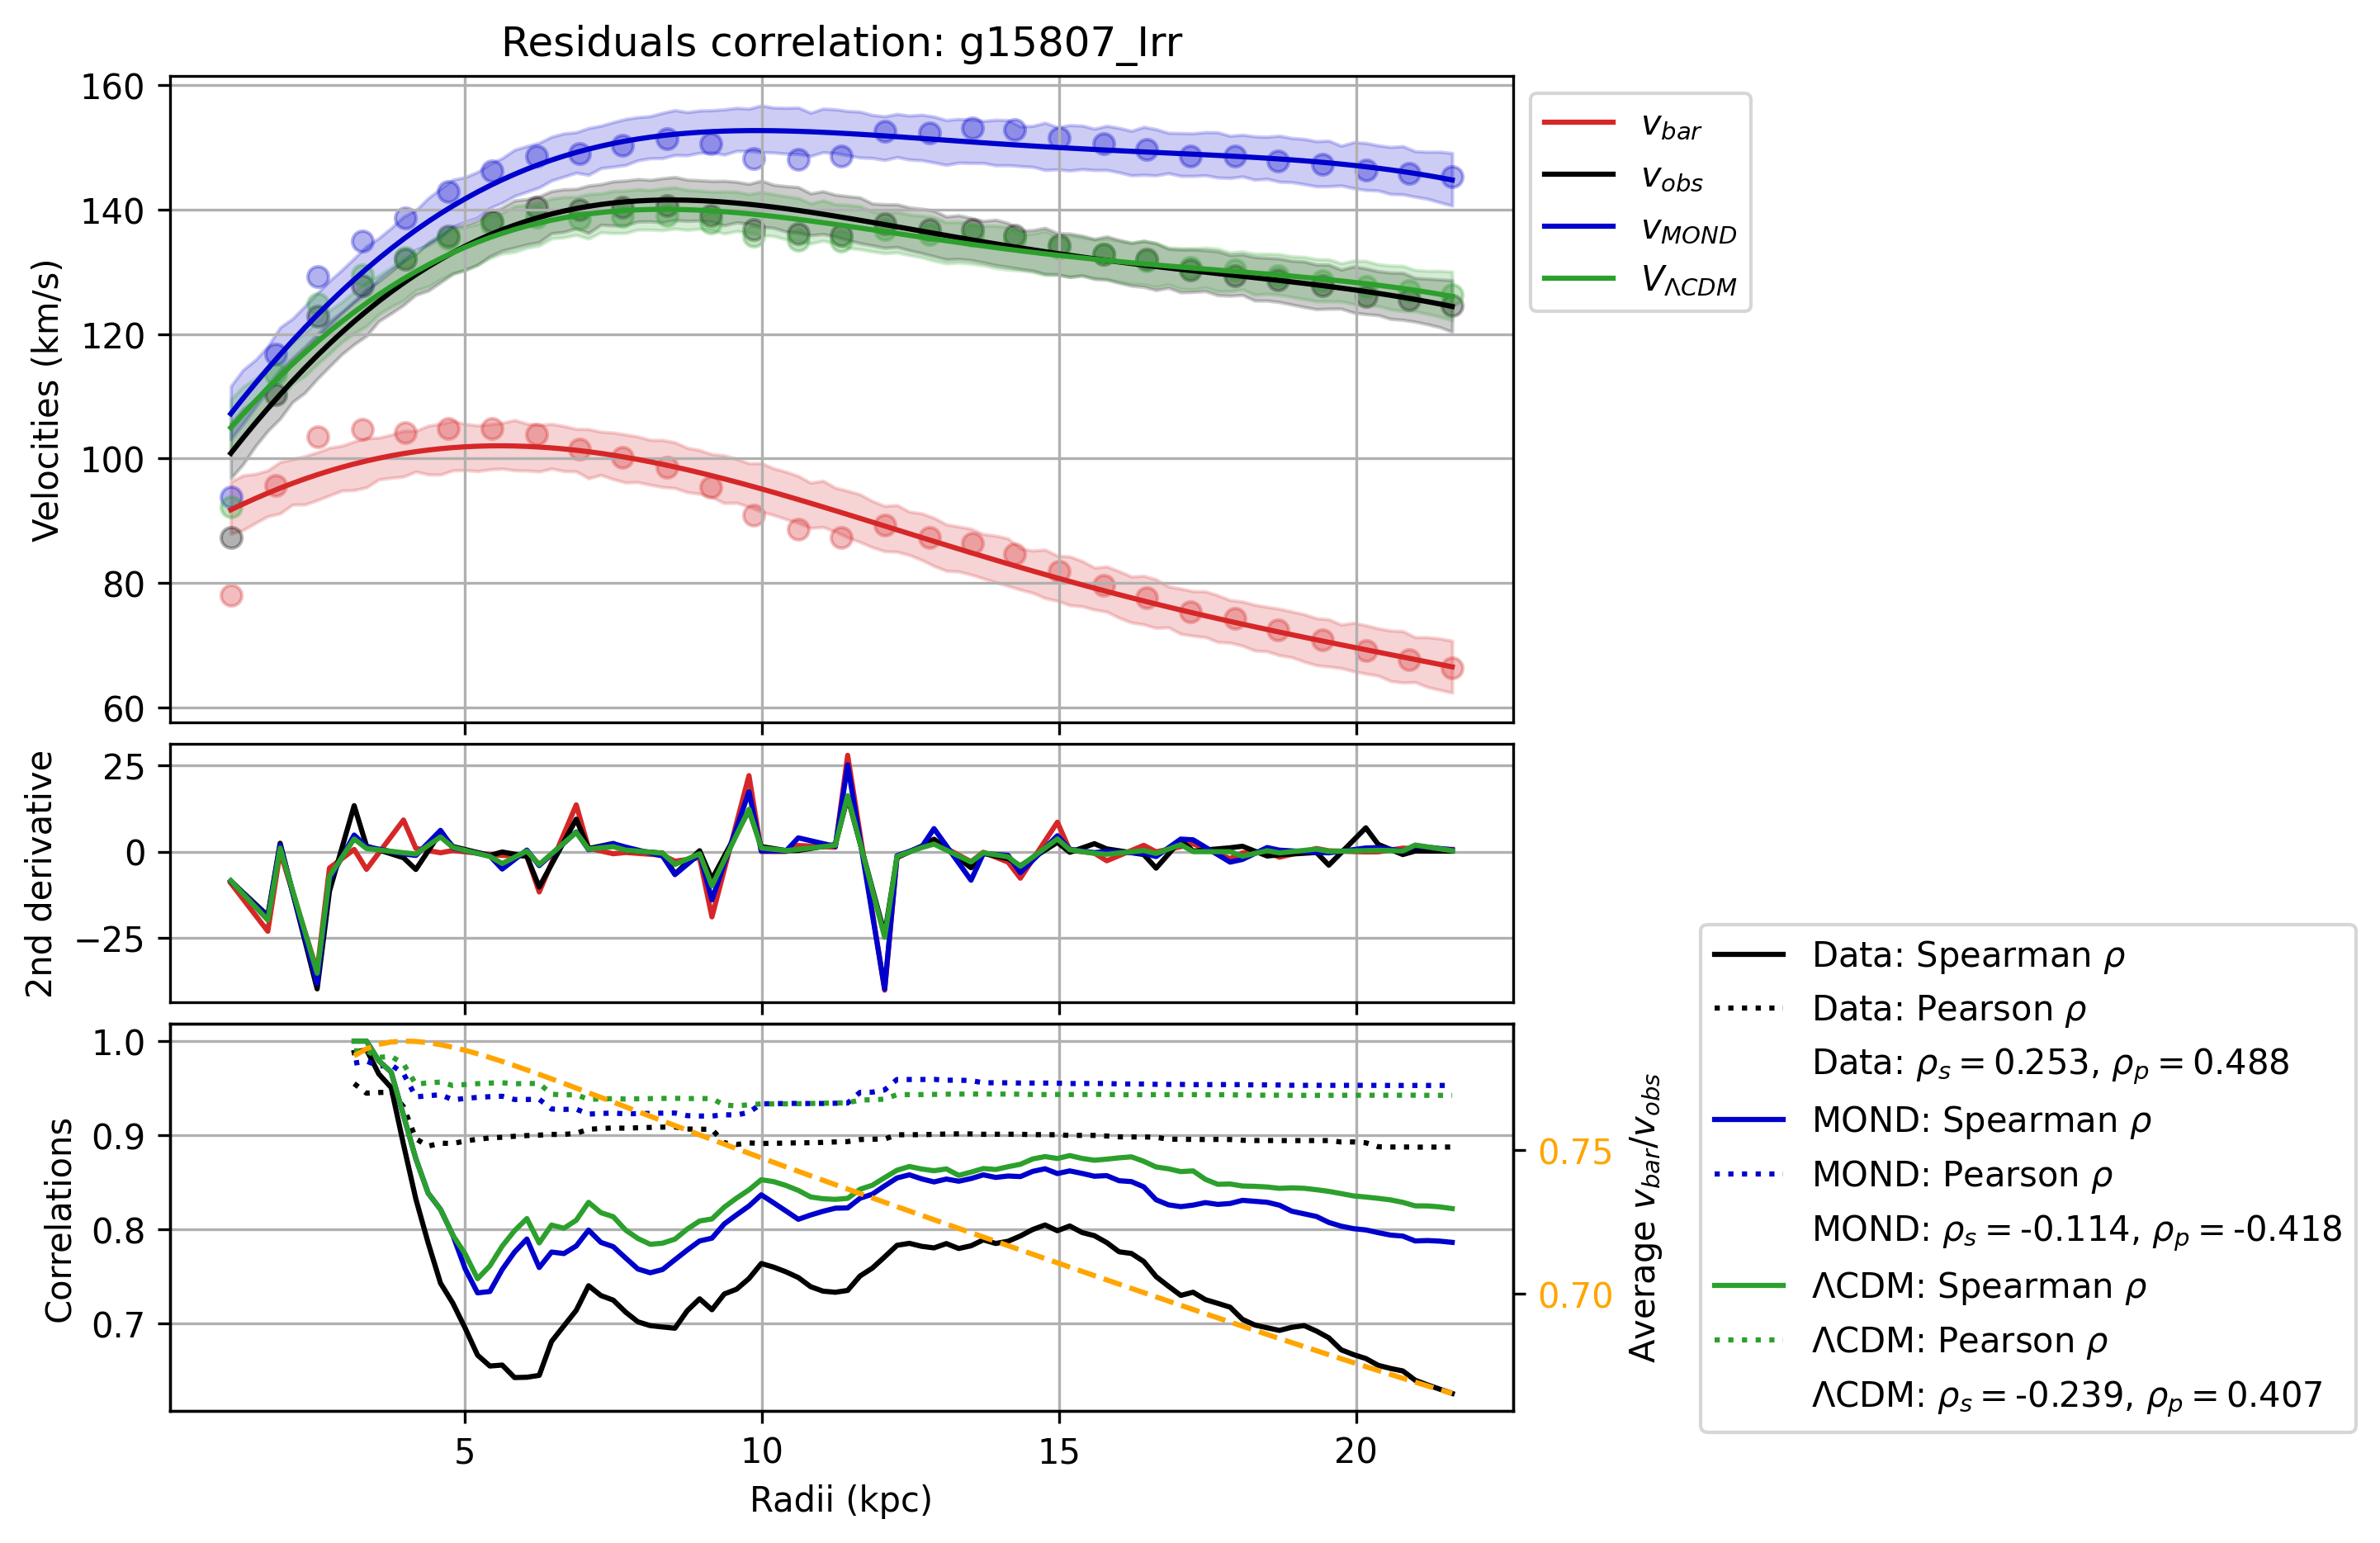 Residuals correlation: g15807_Irr
160
140
120
100
80
60
Velocities (km/s)
v_bar
v_obs
v_MOND
V_ΛCDM
25
0
−25
2nd derivative
1.0
0.9
0.8
0.7
Correlations
0.75
0.70
Average v_bar/v_obs
5 10 15 20
Radii (kpc)
Data: Spearman ρ
Data: Pearson ρ
Data: ρ_s = 0.253, ρ_p = 0.488
MOND: Spearman ρ
MOND: Pearson ρ
MOND: ρ_s = -0.114, ρ_p = -0.418
ΛCDM: Spearman ρ
ΛCDM: Pearson ρ
ΛCDM: ρ_s = -0.239, ρ_p = 0.407